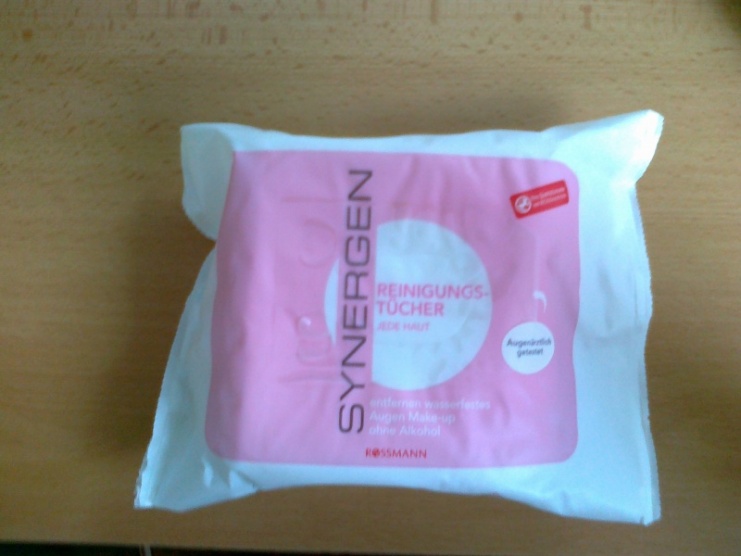 SYNERGEN
REINIGUNGS-
TÜCHER
JEDE HAUT
Augenärztlich
getestet
entfernen wasserfestes
Augen Make-up
ohne Alkohol
ROSSMANN